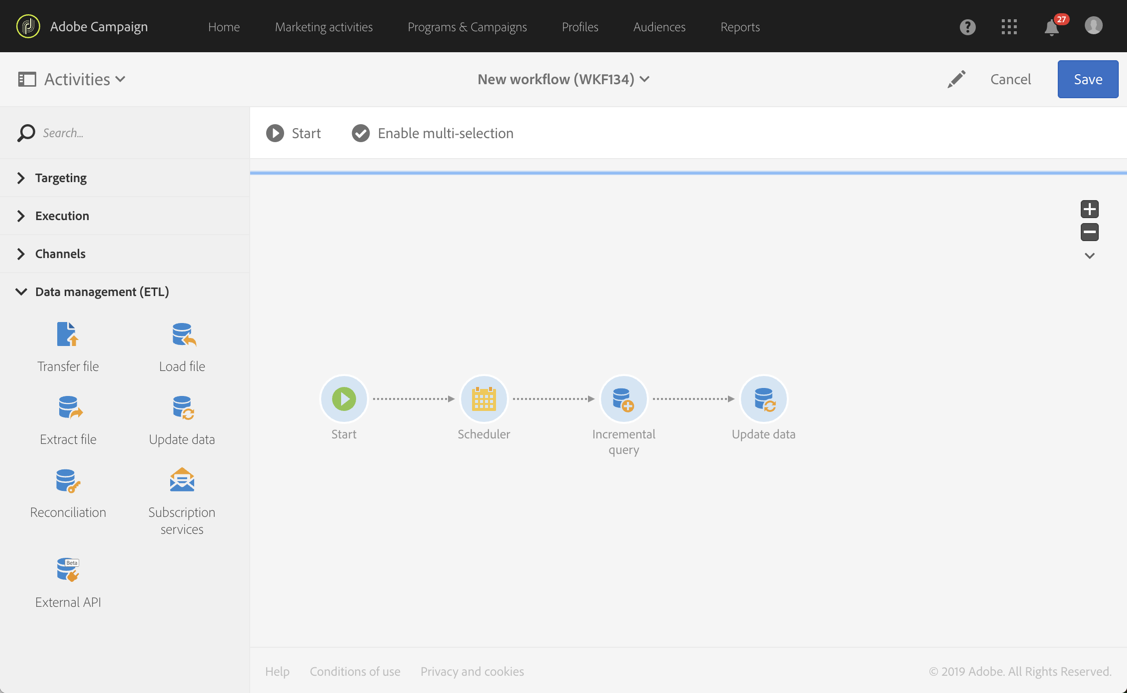 Adobe Campaign
Home
Marketing activities
Programs & Campaigns
Profiles
Audiences
Reports
?
27
Activities
New workflow (WKF134)
Cancel
Save
Search...
Start
Enable multi-selection
Targeting
Execution
Channels
Data management (ETL)
Transfer file
Load file
Extract file
Update data
Reconciliation
Subscription
services
Beta
External API
Start
Scheduler
Incremental
query
Update data
Help
Conditions of use
Privacy and cookies
© 2019 Adobe. All Rights Reserved.